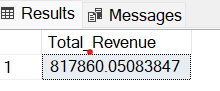 Results Messages
Total_Revenue
1 817860.05083847